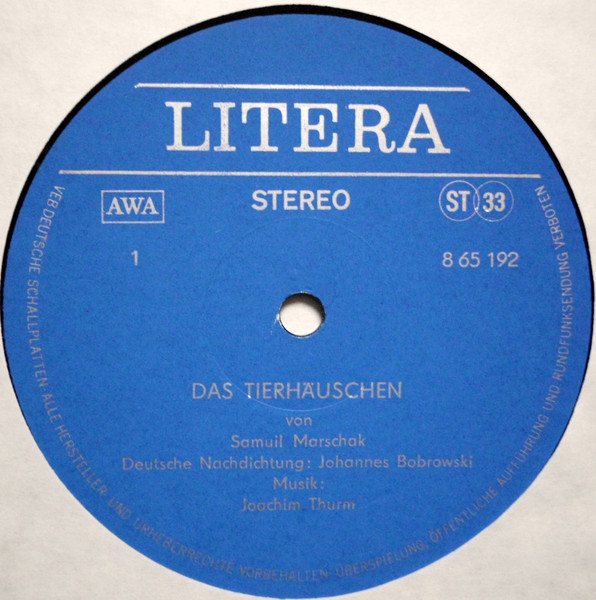 LITERA
AWA STEREO ST 33
1 8 65 192
DAS TIERHÄUSCHEN
von
Samuil Marschak
Deutsche Nachdichtung: Johannes Bobrowski
Musik:
Joachim Thurm
VEB DEUTSCHE SCHALLPLATTEN ALLE HERSTELLER- UND URHEBERRECHTE VORBEHALTEN ÜBERSPIELUNG, ÖFFENTLICHE AUFFÜHRUNG UND RUNDFUNKSENDUNG VERBOTEN